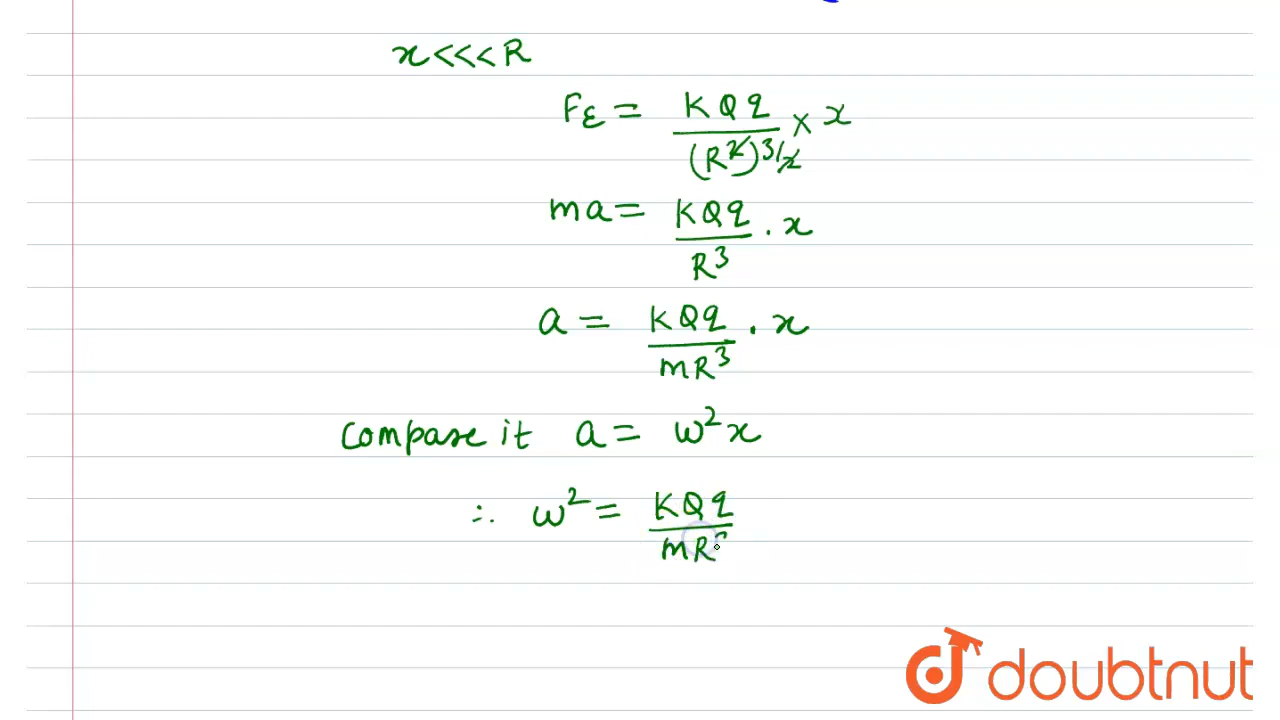 x <<< R
F_E = KQq / (R²)^3/2 × x
ma = KQq / R³ . x
a = KQq / mR³ . x
Compare it a = ω²x
∴ ω² = KQq / mR
doubtnut